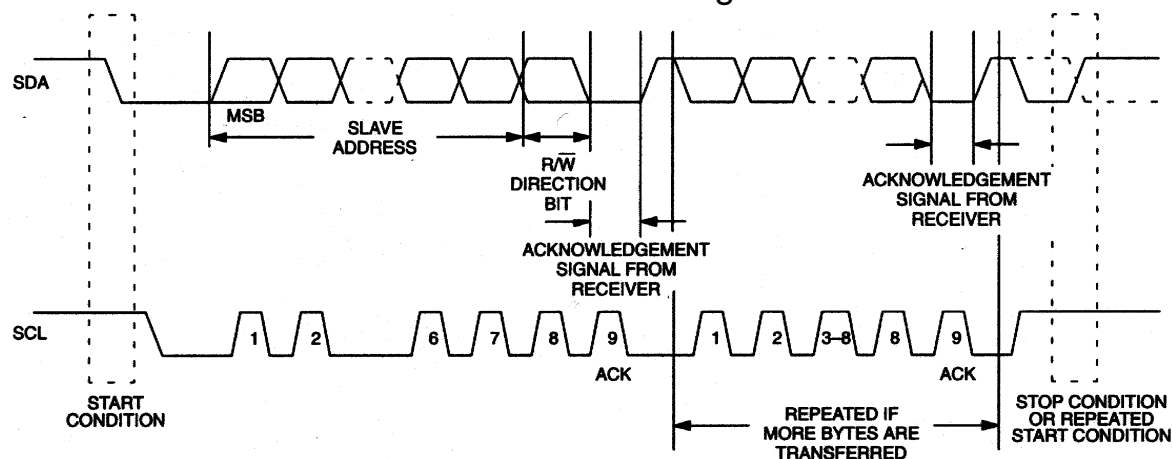 SDA
MSB
SLAVE
ADDRESS
R/W̅
DIRECTION
BIT
ACKNOWLEDGEMENT
SIGNAL FROM
RECEIVER
ACKNOWLEDGEMENT
SIGNAL FROM
RECEIVER
SCL
1 2 6 7 8 9 1 2 3–8 8 9
ACK ACK
START
CONDITION
REPEATED IF
MORE BYTES ARE
TRANSFERRED
STOP CONDITION
OR REPEATED
START CONDITION